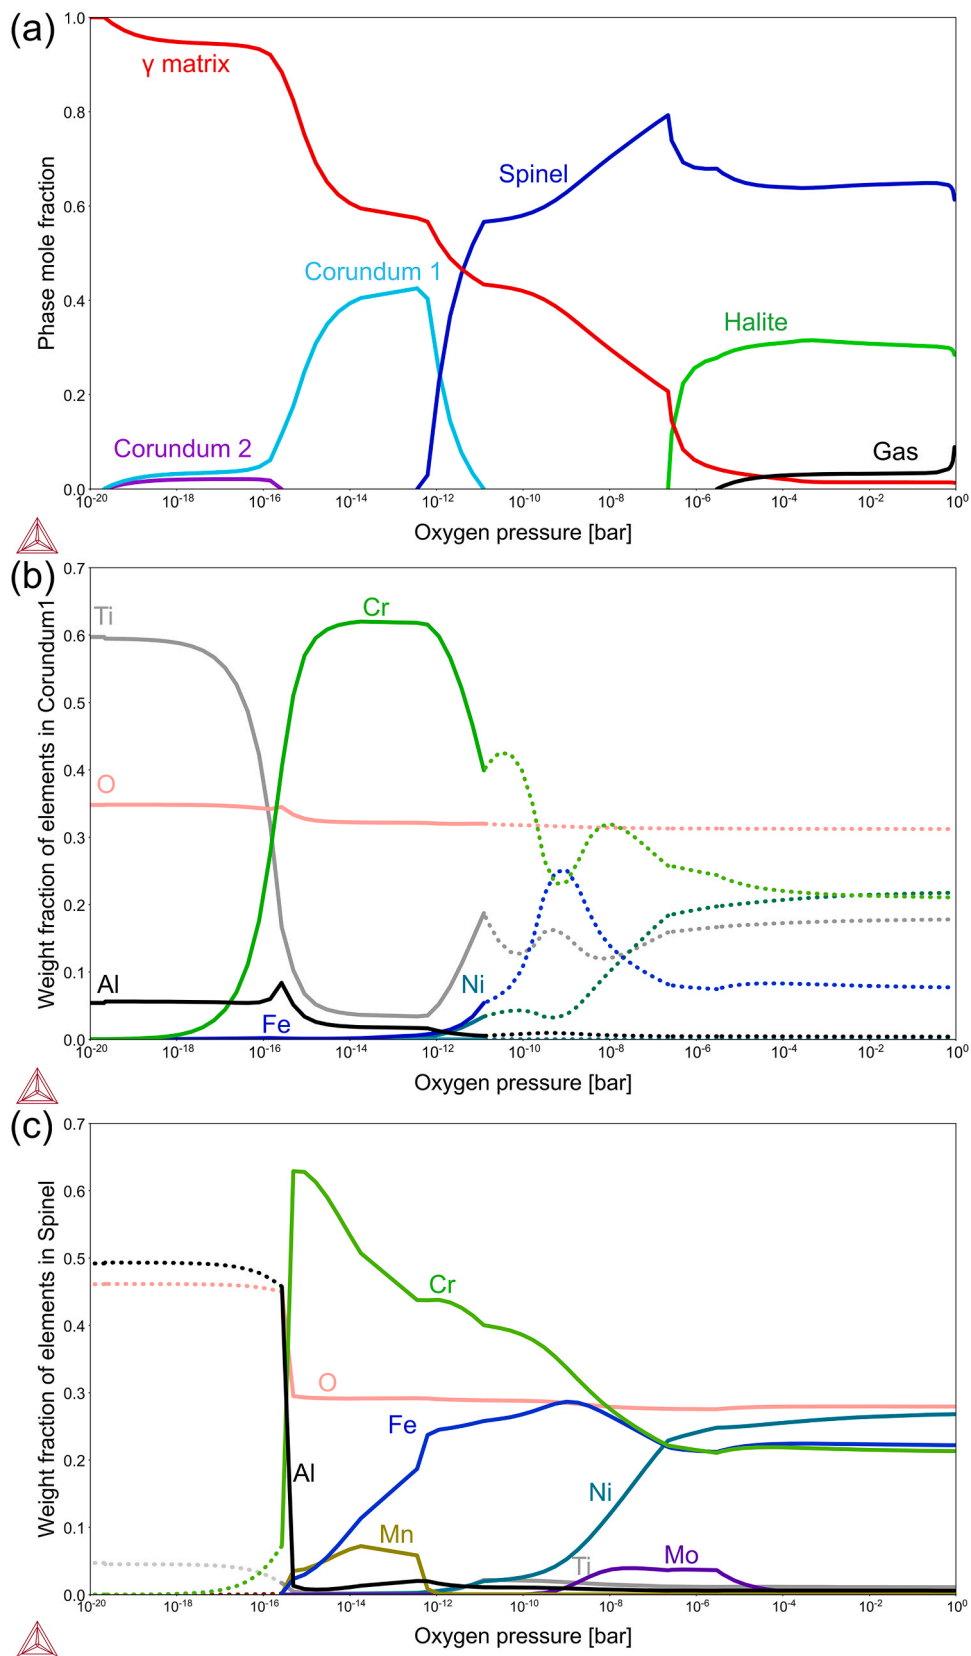 (a)
Phase mole fraction
1.0
0.8
0.6
0.4
0.2
0.0
γ matrix
Spinel
Corundum 1
Halite
Corundum 2
Gas
10⁻²⁰ 10⁻¹⁸ 10⁻¹⁶ 10⁻¹⁴ 10⁻¹² 10⁻¹⁰ 10⁻⁸ 10⁻⁶ 10⁻⁴ 10⁻² 10⁰
Oxygen pressure [bar]
(b)
Weight fraction of elements in Corundum1
0.7
0.6
0.5
0.4
0.3
0.2
0.1
0.0
Ti
Cr
O
Al
Ni
Fe
10⁻²⁰ 10⁻¹⁸ 10⁻¹⁶ 10⁻¹⁴ 10⁻¹² 10⁻¹⁰ 10⁻⁸ 10⁻⁶ 10⁻⁴ 10⁻² 10⁰
Oxygen pressure [bar]
(c)
Weight fraction of elements in Spinel
0.7
0.6
0.5
0.4
0.3
0.2
0.1
0.0
Cr
O
Fe
Al
Ni
Mn
Ti
Mo
10⁻²⁰ 10⁻¹⁸ 10⁻¹⁶ 10⁻¹⁴ 10⁻¹² 10⁻¹⁰ 10⁻⁸ 10⁻⁶ 10⁻⁴ 10⁻² 10⁰
Oxygen pressure [bar]